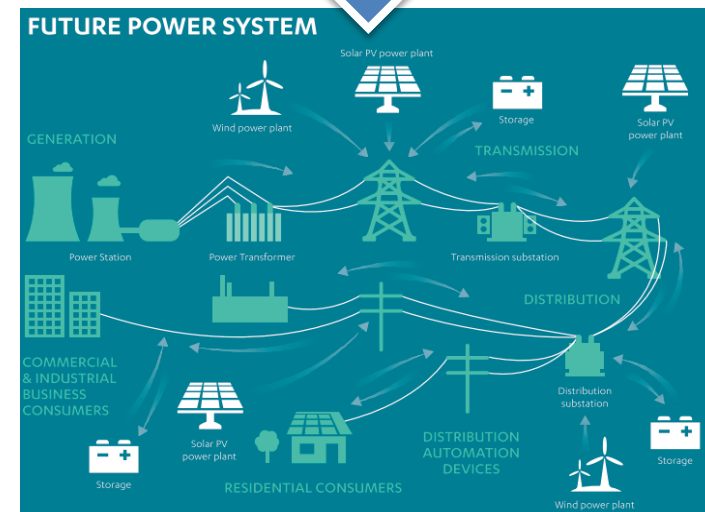 FUTURE POWER SYSTEM
Solar PV power plant
Wind power plant
Storage
Solar PV
power plant
GENERATION
TRANSMISSION
Power Station
Power Transformer
Transmission substation
DISTRIBUTION
COMMERCIAL
& INDUSTRIAL
BUSINESS
CONSUMERS
Distribution
substation
Solar PV
power plant
DISTRIBUTION
AUTOMATION
DEVICES
Storage
Storage
RESIDENTIAL CONSUMERS
Wind power plant